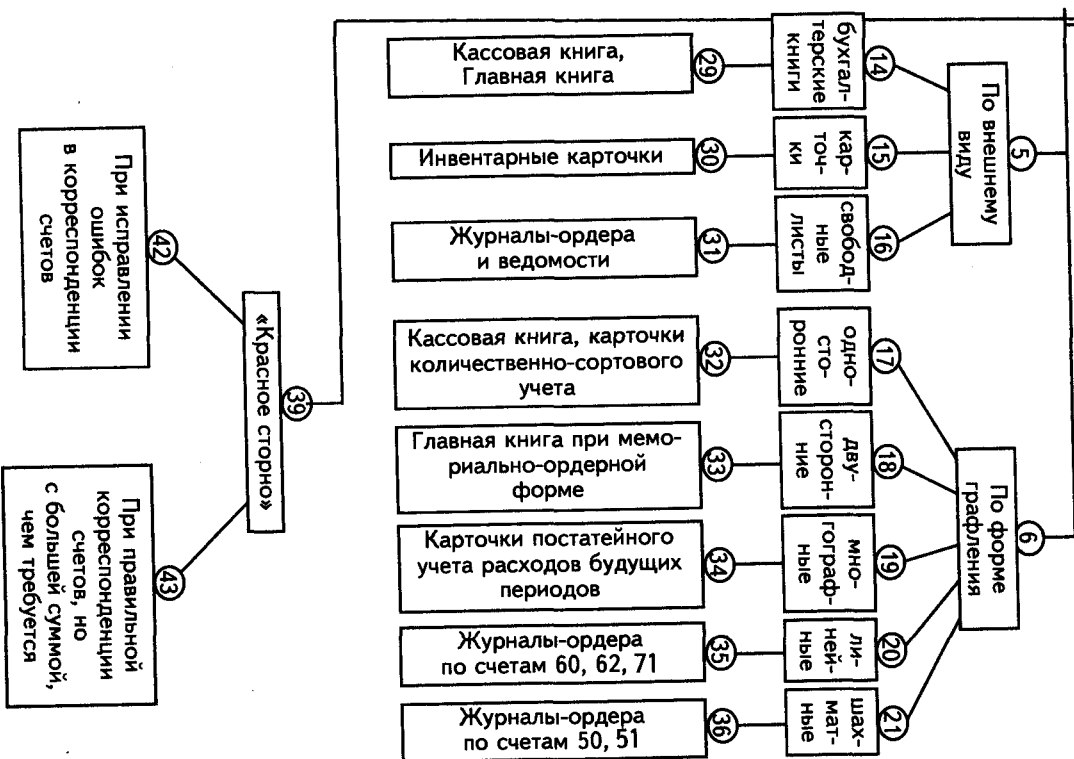 5
По внешнему
виду
14
бухгал-
терские
книги
29
Кассовая книга,
Главная книга
15
кар-
точ-
ки
30
Инвентарные карточки
16
свобод-
ные
листы
31
Журналы-ордера
и ведомости
6
По форме
графления
17
одно-
сто-
ронние
32
Кассовая книга, карточки
количественно-сортового
учета
18
дву-
сторон-
ние
33
Главная книга при мемо-
риально-ордерной
форме
19
мно-
гограф-
ные
34
Карточки постатейного
учета расходов будущих
периодов
20
ли-
ней-
ные
35
Журналы-ордера
по счетам 60, 62, 71
21
шах-
мат-
ные
36
Журналы-ордера
по счетам 50, 51
39
«Красное сторно»
42
При исправлении
ошибок
в корреспонденции
счетов
43
При правильной
корреспонденции
счетов, но
с большей суммой,
чем требуется